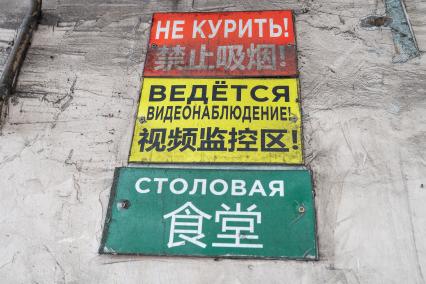 НЕ КУРИТЬ!
禁止吸烟!
ВЕДЁТСЯ
ВИДЕОНАБЛЮДЕНИЕ!
视频监控区!
СТОЛОВАЯ
食堂